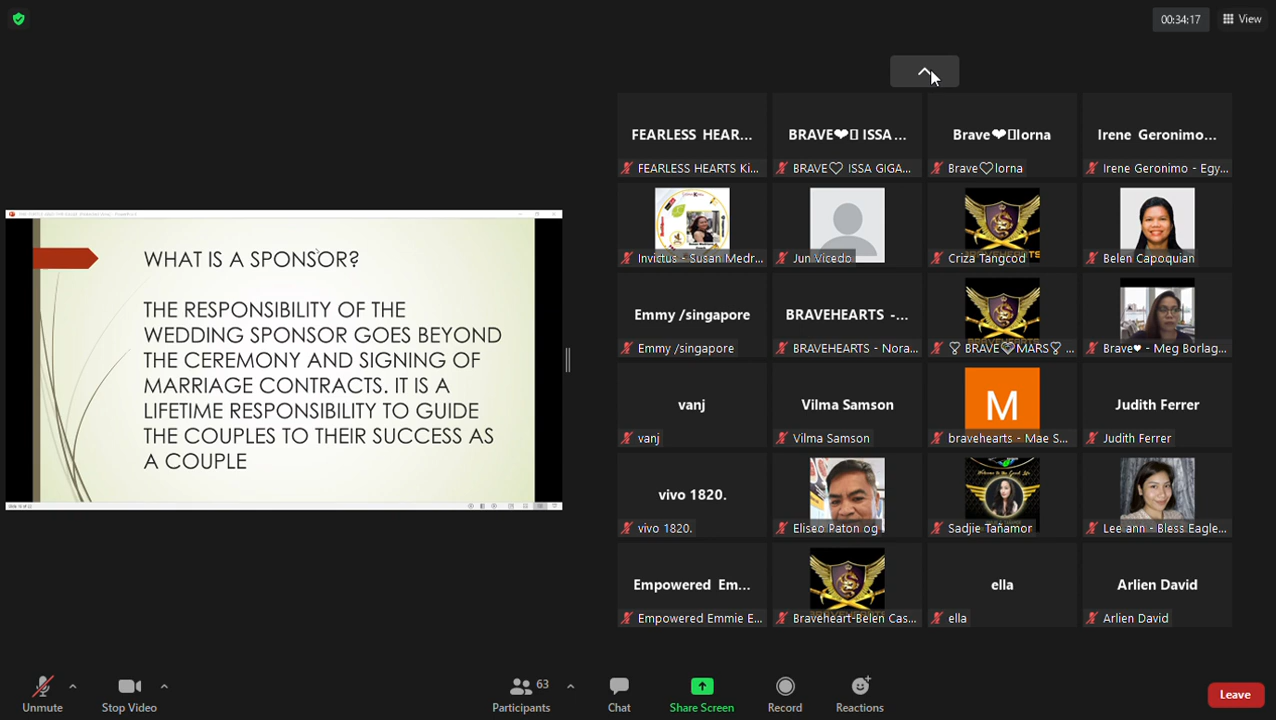 00:34:17
View
WHAT IS A SPONSOR?
THE RESPONSIBILITY OF THE
WEDDING SPONSOR GOES BEYOND
THE CEREMONY AND SIGNING OF
MARRIAGE CONTRACTS. IT IS A
LIFETIME RESPONSIBILITY TO GUIDE
THE COUPLES TO THEIR SUCCESS AS
A COUPLE
FEARLESS HEAR...
BRAVE❤ ISSA ...
Brave❤lorna
Irene Geronimo...
FEARLESS HEARTS Ki...
BRAVE♡ ISSA GIGA...
Brave♡lorna
Irene Geronimo - Egy...
Invictus - Susan Medr...
Jun Vicedo
Criza Tangcod
Belen Capoquian
Emmy /singapore
BRAVEHEARTS -...
Emmy /singapore
BRAVEHEARTS - Nora...
BRAVE♡MARS ...
Brave♥ - Meg Borlag...
vanj
Vilma Samson
M
Judith Ferrer
vanj
Vilma Samson
bravehearts - Mae S...
Judith Ferrer
vivo 1820.
vivo 1820.
Eliseo Paton og
Sadjie Tañamor
Lee ann - Bless Eagle...
Empowered Em...
ella
Arlien David
Empowered Emmie E...
Braveheart-Belen Cas...
ella
Arlien David
Unmute
Stop Video
63
Participants
Chat
Share Screen
Record
Reactions
Leave